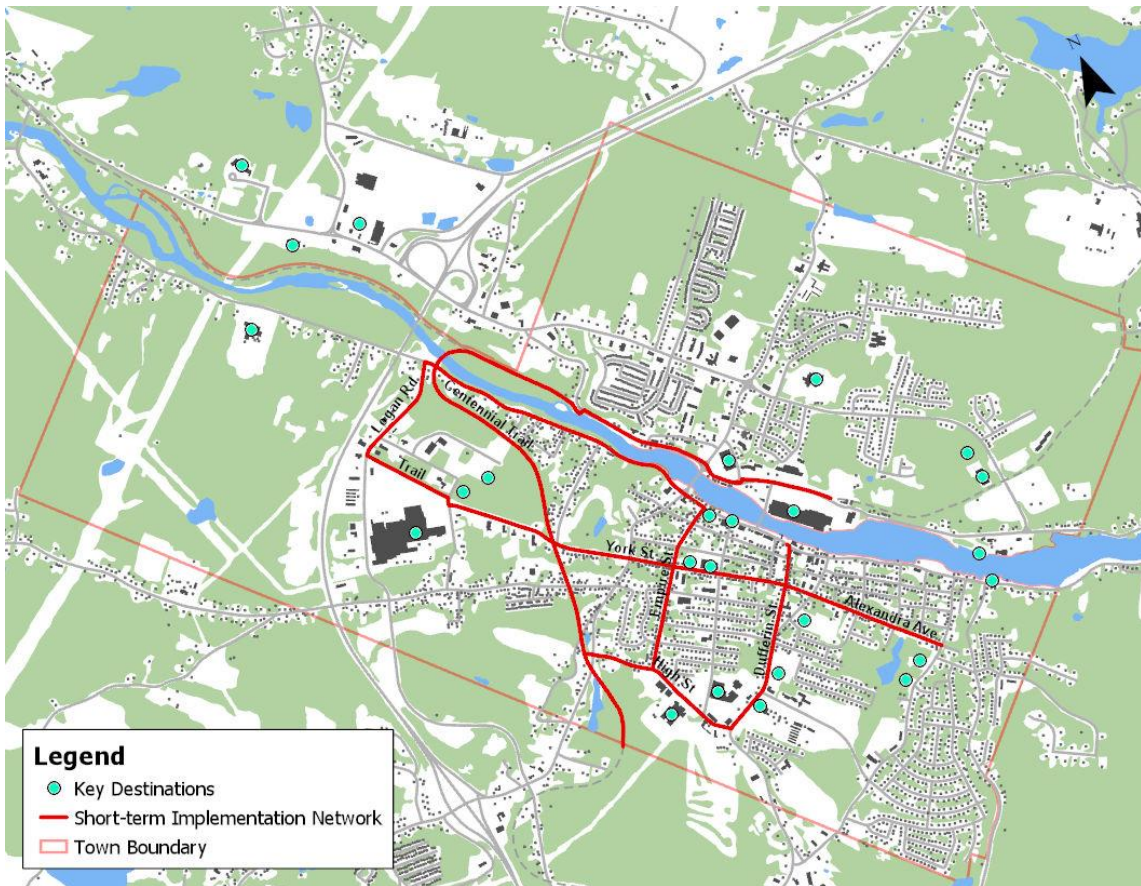 N
Logan Rd.
Centennial Trail
Trail
York St.
Empire St
Alexandra Ave.
Dufferin St
High St
Legend
Key Destinations
Short-term Implementation Network
Town Boundary